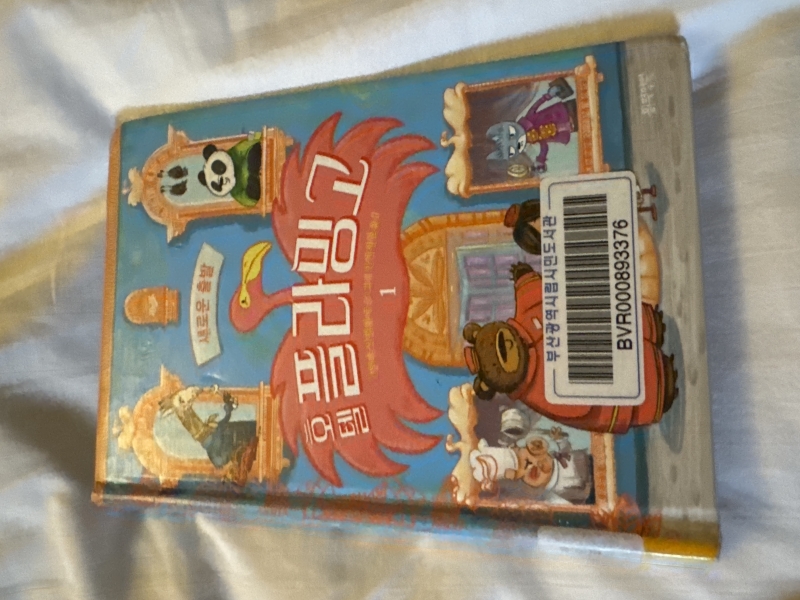 새로운 출발
호텔
플라밍고
1
부산광역시립시민도서관
BVR000893376